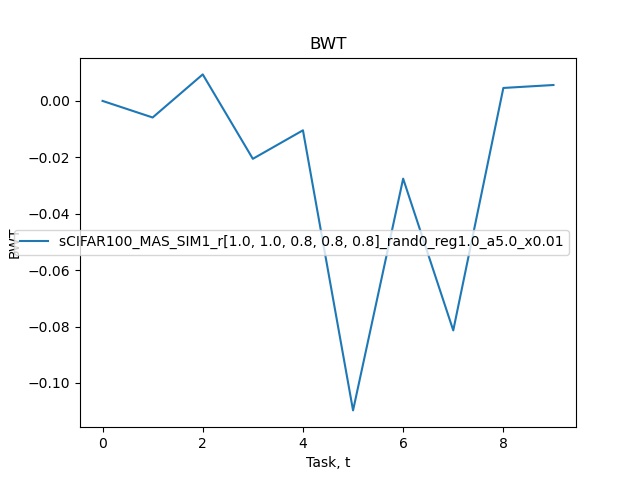 BWT
0.00
−0.02
−0.04
−0.06
−0.08
−0.10
BWT
sCIFAR100_MAS_SIM1_r[1.0, 1.0, 0.8, 0.8, 0.8]_rand0_reg1.0_a5.0_x0.01
0 2 4 6 8
Task, t